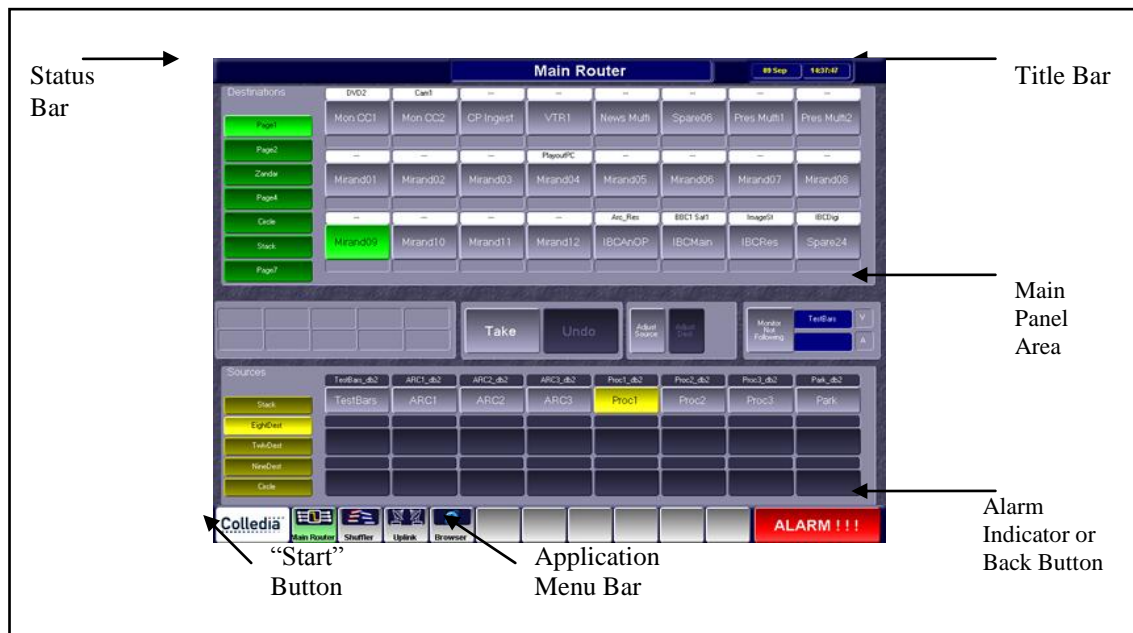 Status
Bar
Main Router
09 Sep 14:37:47
Title Bar
Destinations
DVD2 Cam1 -- -- -- -- -- --
Page1 Mon CC1 Mon CC2 CP Ingest VTR1 News Multi Spare06 Pres Multi1 Pres Multi2
Page2 -- -- -- PlayoutPC -- -- -- --
Zandar Mirand01 Mirand02 Mirand03 Mirand04 Mirand05 Mirand06 Mirand07 Mirand08
Page4
Circle -- -- -- -- Arc_Res BBC1 Sal1 ImageSt IBCDigi
Stack Mirand09 Mirand10 Mirand11 Mirand12 IBCAnOP IBCMain IBCRes Spare24
Page7
Main
Panel
Area
Take Undo
Adjust
Source
Adjust
Dest
Monitor
Not
Following
TestBars V
A
Sources
TestBars_db2 ARC1_db2 ARC2_db2 ARC3_db2 Proc1_db2 Proc2_db2 Proc3_db2 Park_db2
Stack TestBars ARC1 ARC2 ARC3 Proc1 Proc2 Proc3 Park
EightDest
TwlvDest
NineDest
Circle
Colledia Main Router Shuffler Uplink Browser ALARM !!!
Alarm
Indicator or
Back Button
“Start”
Button
Application
Menu Bar